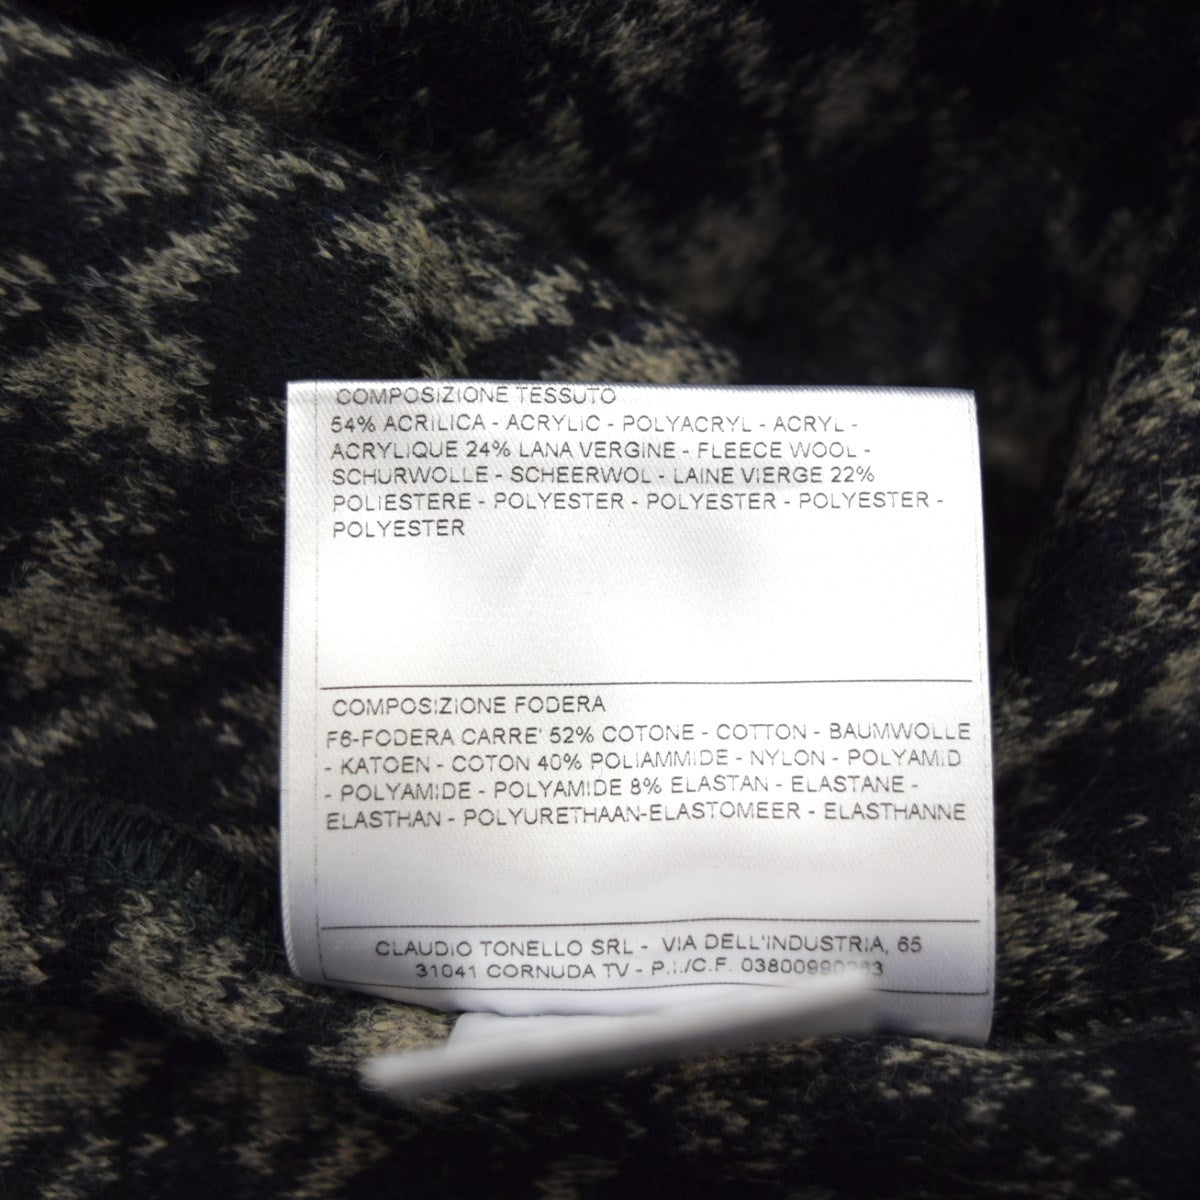 COMPOSIZIONE TESSUTO
54% ACRILICA - ACRYLIC - POLYACRYL - ACRYL -
ACRYLIQUE 24% LANA VERGINE - FLEECE WOOL -
SCHURWOLLE - SCHEERWOL - LAINE VIERGE 22%
POLIESTERE - POLYESTER - POLYESTER - POLYESTER -
POLYESTER
COMPOSIZIONE FODERA
F6-FODERA CARRE' 52% COTONE - COTTON - BAUMWOLLE
- KATOEN - COTON 40% POLIAMMIDE - NYLON - POLYAMID
- POLYAMIDE - POLYAMIDE 8% ELASTAN - ELASTANE -
ELASTHAN - POLYURETHAAN-ELASTOMEER - ELASTHANNE
CLAUDIO TONELLO SRL - VIA DELL'INDUSTRIA, 65
31041 CORNUDA TV - P.I./C.F.